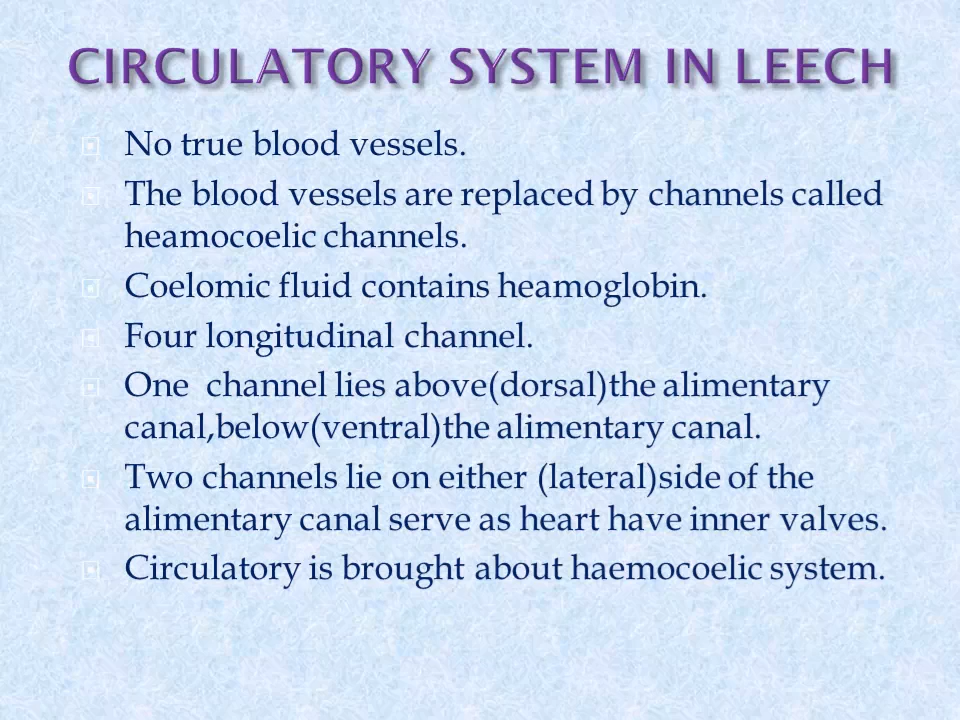 CIRCULATORY SYSTEM IN LEECH
No true blood vessels.
The blood vessels are replaced by channels called
heamocoelic channels.
Coelomic fluid contains heamoglobin.
Four longitudinal channel.
One  channel lies above(dorsal)the alimentary
canal,below(ventral)the alimentary canal.
Two channels lie on either (lateral)side of the
alimentary canal serve as heart have inner valves.
Circulatory is brought about haemocoelic system.